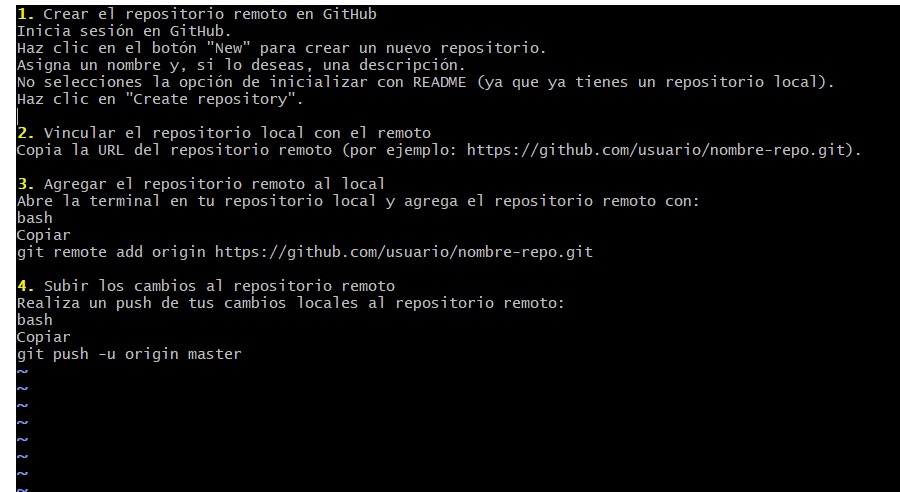 1. Crear el repositorio remoto en GitHub
Inicia sesión en GitHub.
Haz clic en el botón "New" para crear un nuevo repositorio.
Asigna un nombre y, si lo deseas, una descripción.
No selecciones la opción de inicializar con README (ya que ya tienes un repositorio local).
Haz clic en "Create repository".
2. Vincular el repositorio local con el remoto
Copia la URL del repositorio remoto (por ejemplo: https://github.com/usuario/nombre-repo.git).
3. Agregar el repositorio remoto al local
Abre la terminal en tu repositorio local y agrega el repositorio remoto con:
bash
Copiar
git remote add origin https://github.com/usuario/nombre-repo.git
4. Subir los cambios al repositorio remoto
Realiza un push de tus cambios locales al repositorio remoto:
bash
Copiar
git push -u origin master
~
~
~
~
~
~
~
~